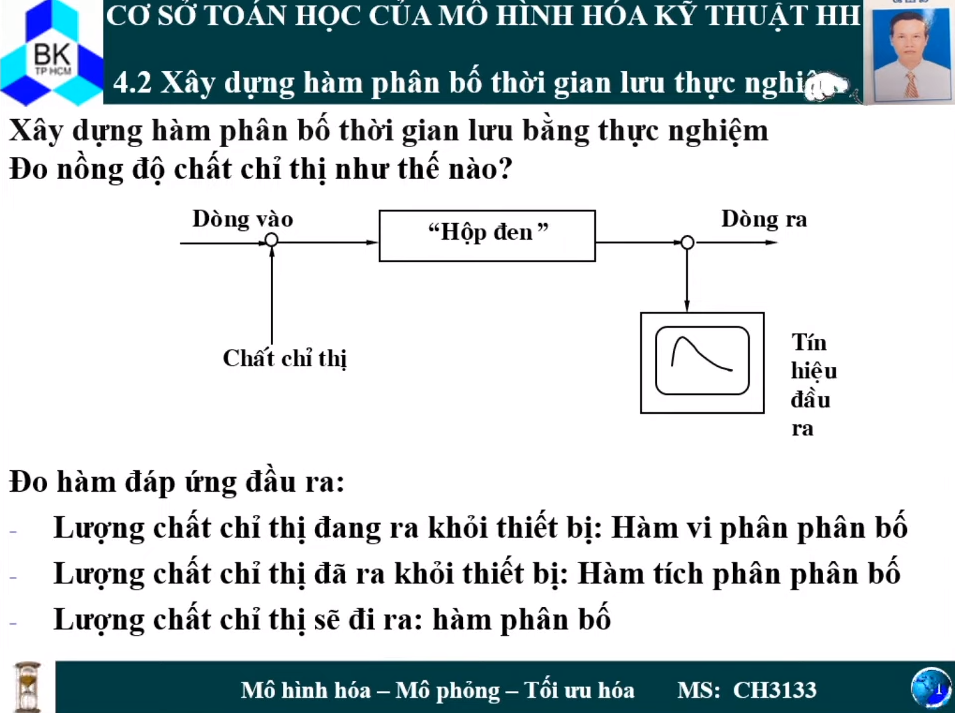 CƠ SỞ TOÁN HỌC CỦA MÔ HÌNH HÓA KỸ THUẬT HH
BK
TP HCM
4.2 Xây dựng hàm phân bố thời gian lưu thực
Xây dựng hàm phân bố thời gian lưu bằng thực nghiệm
Đo nồng độ chất chỉ thị như thế nào?
Dòng vào
“Hộp đen”
Dòng ra
Chất chỉ thị
Tín
hiệu
đầu
ra
Đo hàm đáp ứng đầu ra:
- Lượng chất chỉ thị đang ra khỏi thiết bị: Hàm vi phân phân bố
- Lượng chất chỉ thị đã ra khỏi thiết bị: Hàm tích phân phân bố
- Lượng chất chỉ thị sẽ đi ra: hàm phân bố
Mô hình hóa – Mô phỏng – Tối ưu hóa MS: CH3133
1